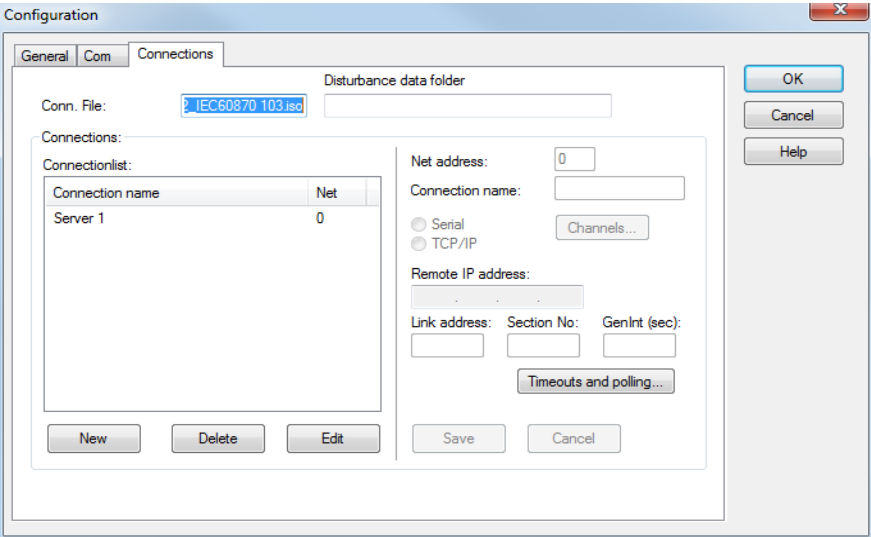 Configuration
General Com Connections
Disturbance data folder
Conn. File: 2_IEC60870 103.iso
Connections:
Connectionlist:
Connection name Net
Server 1 0
New Delete Edit
Net address: 0
Connection name:
Serial
TCP/IP
Channels...
Remote IP address:
. . .
Link address: Section No: GenInt (sec):
Timeouts and polling...
Save Cancel
OK
Cancel
Help